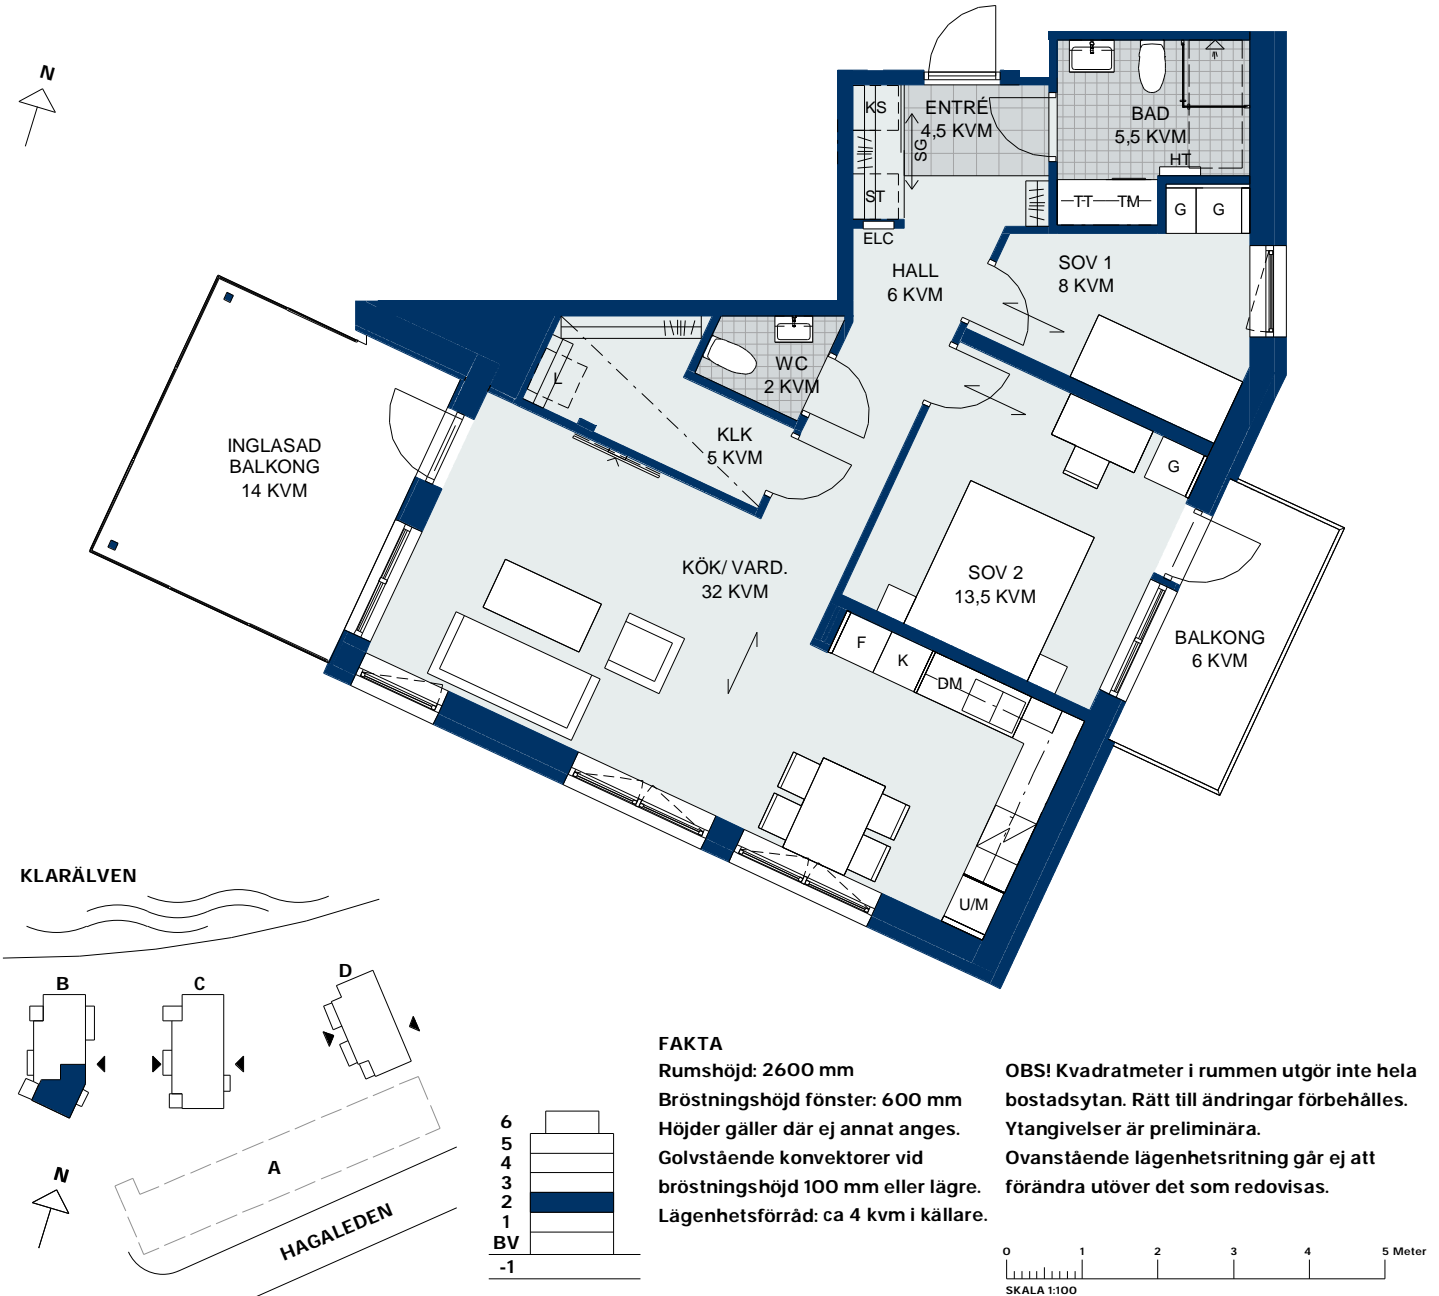 N
KS
ENTRÉ
4,5 KVM
SG
ST
ELC
BAD
5,5 KVM
HT
TT
TM
G
G
HALL
6 KVM
SOV 1
8 KVM
WC
2 KVM
L
KLK
5 KVM
G
INGLASAD
BALKONG
14 KVM
KÖK/ VARD.
32 KVM
SOV 2
13,5 KVM
BALKONG
6 KVM
F
K
DM
U/M
KLARÄLVEN
B
C
D
A
N
HAGALEDEN
6
5
4
3
2
1
BV
-1
FAKTA
Rumshöjd: 2600 mm
Bröstningshöjd fönster: 600 mm
Höjder gäller där ej annat anges.
Golvstående konvektorer vid
bröstningshöjd 100 mm eller lägre.
Lägenhetsförråd: ca 4 kvm i källare.
OBS! Kvadratmeter i rummen utgör inte hela
bostadsytan. Rätt till ändringar förbehålles.
Ytangivelser är preliminära.
Ovanstående lägenhetsritning går ej att
förändra utöver det som redovisas.
0 1 2 3 4 5 Meter
SKALA 1:100